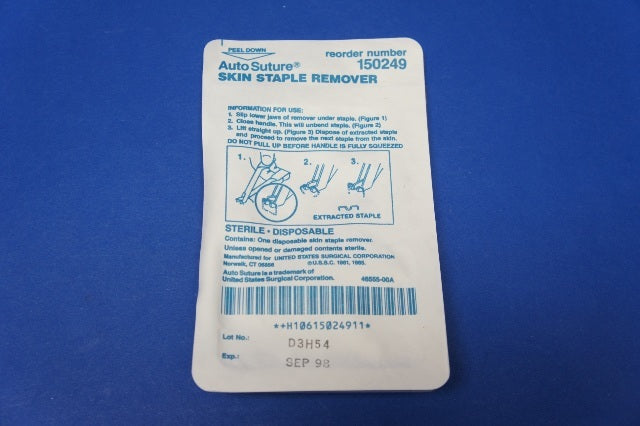 PEEL DOWN
reorder number
Auto Suture® 150249
SKIN STAPLE REMOVER
INFORMATION FOR USE:
1. Slip lower jaws of remover under staple. (Figure 1)
2. Close handle. This will unbend staple. (Figure 2)
3. Lift straight up. (Figure 3) Dispose of extracted staple
and proceed to remove the next staple from the skin.
DO NOT PULL UP BEFORE HANDLE IS FULLY SQUEEZED
1. 2. 3.
EXTRACTED STAPLE
STERILE • DISPOSABLE
Contains: One disposable skin staple remover.
Unless opened or damaged contents sterile.
Manufactured for UNITED STATES SURGICAL CORPORATION
Norwalk, CT 06856 ©U.S.S.C. 1981, 1985.
Auto Suture is a trademark of
United States Surgical Corporation. 46555-00A
*+H10615024911*
Lot No.: D3H54
Exp.: SEP 98